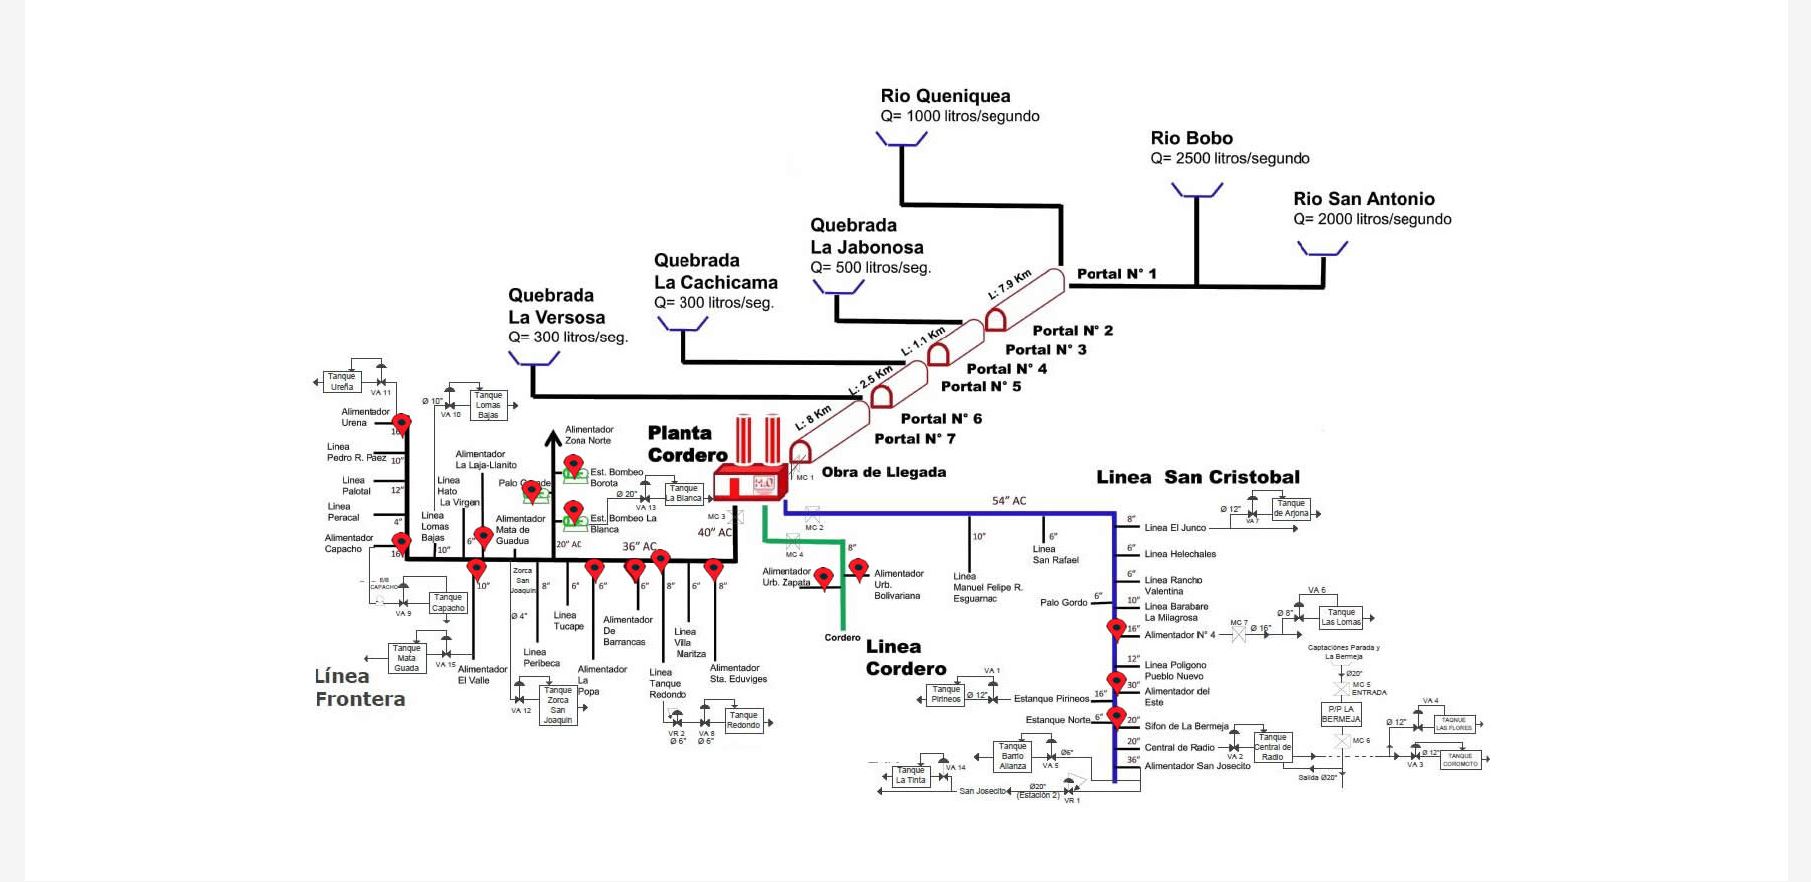 Rio Queniquea
Q= 1000 litros/segundo
Rio Bobo
Q= 2500 litros/segundo
Rio San Antonio
Q= 2000 litros/segundo
Quebrada
La Jabonosa
Q= 500 litros/seg.
Quebrada
La Cachicama
Q= 300 litros/seg.
Quebrada
La Versosa
Q= 300 litros/seg.
L: 7.9 Km
Portal N° 1
Portal N° 2
L: 1.1 Km
Portal N° 3
Portal N° 4
L: 2.5 Km
Portal N° 5
Portal N° 6
L: 8 Km
Portal N° 7
Planta
Cordero
Obra de Llegada
MC 1
Tanque
Ureña
VA 11
Ø 10"
VA 10
Tanque
Lomas
Bajas
Alimentador
Urena
Linea
Pedro R. Paez
10"
Linea
Palotal
12"
Linea
Peracal
4"
Alimentador
Capacho
16"
Alimentador
La Laja-Llanito
Linea
Hato
La Virgen
6"
Linea
Lomas
Bajas
10"
Alimentador
Mata de
Guadua
Alimentador
Zona Norte
Est. Bombeo
Borota
Est. Bombeo La
Blanca
20" AC
Ø 20"
VA 13
Tanque
La Blanca
MC 3
40" AC
36" AC
CAPACHO
VA 9
Tanque
Capacho
Tanque
Mata
Guada
VA 15
10"
Alimentador
El Valle
Zorca
San
Joaquin
Ø 4"
8"
Linea
Peribeca
VA 12
Tanque
Zorca
San
Joaquin
6"
Linea
Tucape
6"
Alimentador
La
Popa
6"
Alimentador
De
Barrancas
8"
Linea
Tanque
Redondo
6"
Linea
Villa
Maritza
8"
Alimentador
Sta. Eduviges
VR 2
Ø 6"
VA 8
Ø 6"
Tanque
Redondo
Línea
Frontera
MC 4
8"
Alimentador
Urb. Zapata
Alimentador
Urb.
Bolivariana
Cordero
Linea
Cordero
Linea San Cristobal
54" AC
MC 2
10"
Linea
Manuel Felipe R.
Esguarnac
6"
Linea
San Rafael
8"
Linea El Junco
Ø 12"
VA 7
Tanque
de Arjona
6"
Linea Helechales
6"
Linea Rancho
Valentina
Palo Gordo
6"
10"
Linea Barabare
La Milagrosa
16"
Alimentador N° 4
MC 7
Ø 16"
Ø 8"
VA 6
Tanque
Las Lomas
12"
Linea Poligono
Pueblo Nuevo
30"
Alimentador del
Este
VA 1
Tanque
Pirineos
Ø 12"
Estanque Pirineos
16"
Estanque Norte
6"
20"
Sifon de La Bermeja
20"
Central de Radio
VA 2
Tanque
Central de
Radio
36"
Alimentador San Josecito
Captaciónes Parada y
La Bermeja
Ø20"
MC 5
ENTRADA
P/P LA
BERMEJA
MC 6
Salida Ø20"
Ø 12"
VA 4
TAQNUE
LAS FLORES
VA 3
Ø 12"
TANQUE
COROMOTO
Tanque
Barrio
Alianza
VA 5
Ø6"
Tanque
La Tinta
VA 14
San Josecito
Ø20"
(Estación 2)
VR 1